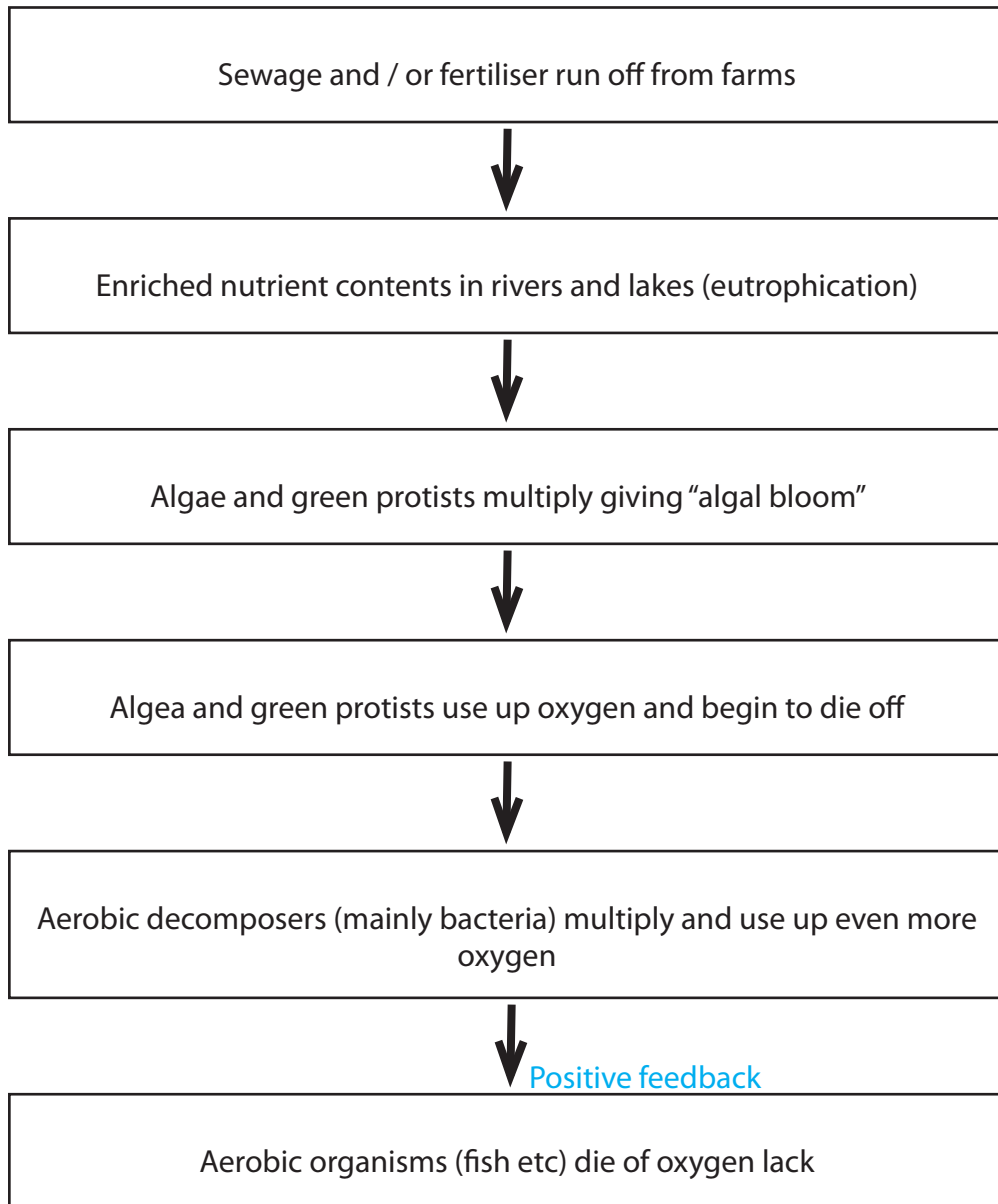 Sewage and / or fertiliser run off from farms
Enriched nutrient contents in rivers and lakes (eutrophication)
Algae and green protists multiply giving “algal bloom”
Algea and green protists use up oxygen and begin to die off
Aerobic decomposers (mainly bacteria) multiply and use up even more
oxygen
Positive feedback
Aerobic organisms (fish etc) die of oxygen lack